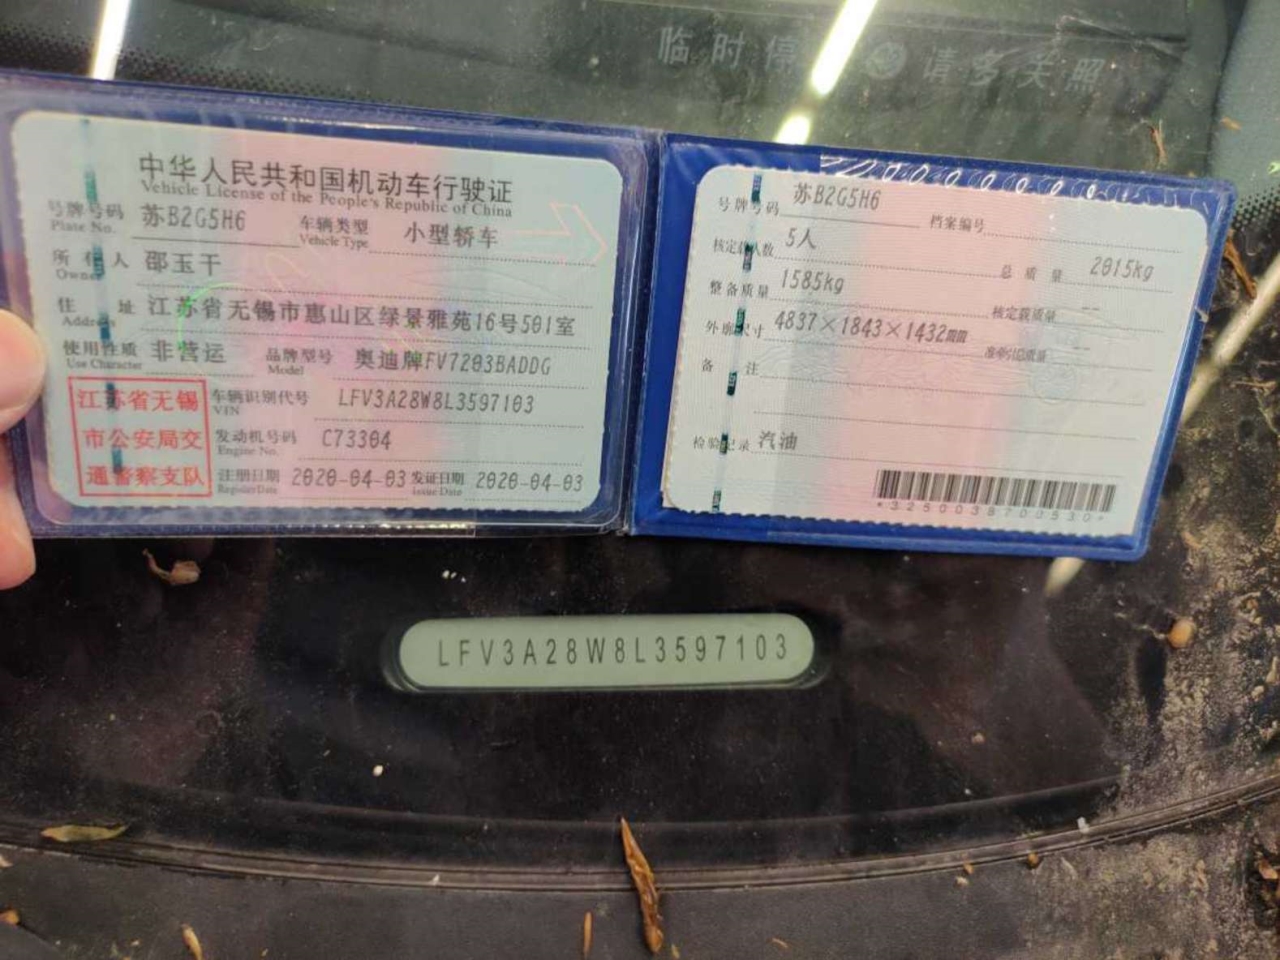 临时停 请多关照
中华人民共和国机动车行驶证
Vehicle License of the People's Republic of China
号牌号码 苏B2G5H6 车辆类型 小型轿车
Plate No. Vehicle Type
所有人 邵玉干
Owner
住址 江苏省无锡市惠山区绿景雅苑16号501室
Address
使用性质 非营运 品牌型号 奥迪牌FV7203BADDG
Use Character Model
江苏省无锡
市公安局交
通警察支队
车辆识别代号 LFV3A28W8L3597103
VIN
发动机号码 C73304
Engine No.
注册日期 2020-04-03 发证日期 2020-04-03
Register Date Issue Date
号牌号码 苏B2G5H6 档案编号
核定载人数 5人 总质量 2015kg
整备质量 1585kg 核定载质量 --
外廓尺寸 4837×1843×1432mm 准牵引总质量 --
备注
检验记录 汽油
*3250038700530*
LFV3A28W8L3597103